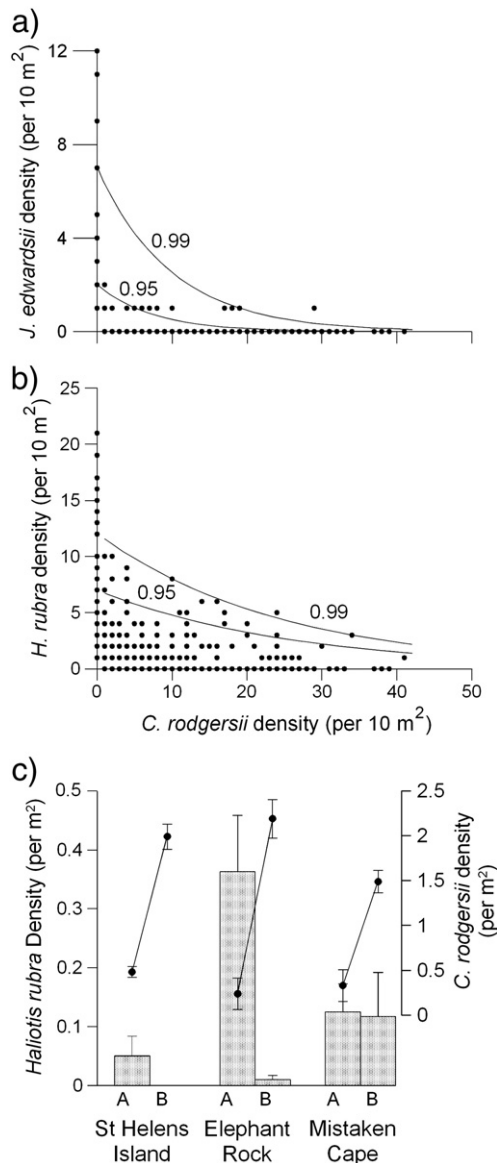 a)
12
8
4
0
J. edwardsii density (per 10 m²)
0.99
0.95
50
b)
25
20
15
10
5
0
H. rubra density (per 10 m²)
0.95
0.99
0 10 20 30 40 50
C. rodgersii density (per 10 m²)
c)
0.5
0.4
0.3
0.2
0.1
0
Haliotis rubra Density (per m²)
2.5
2
1.5
1
0.5
0
C. rodgersii density
(per m²)
A B A B A B
St Helens Island
Elephant Rock
Mistaken Cape